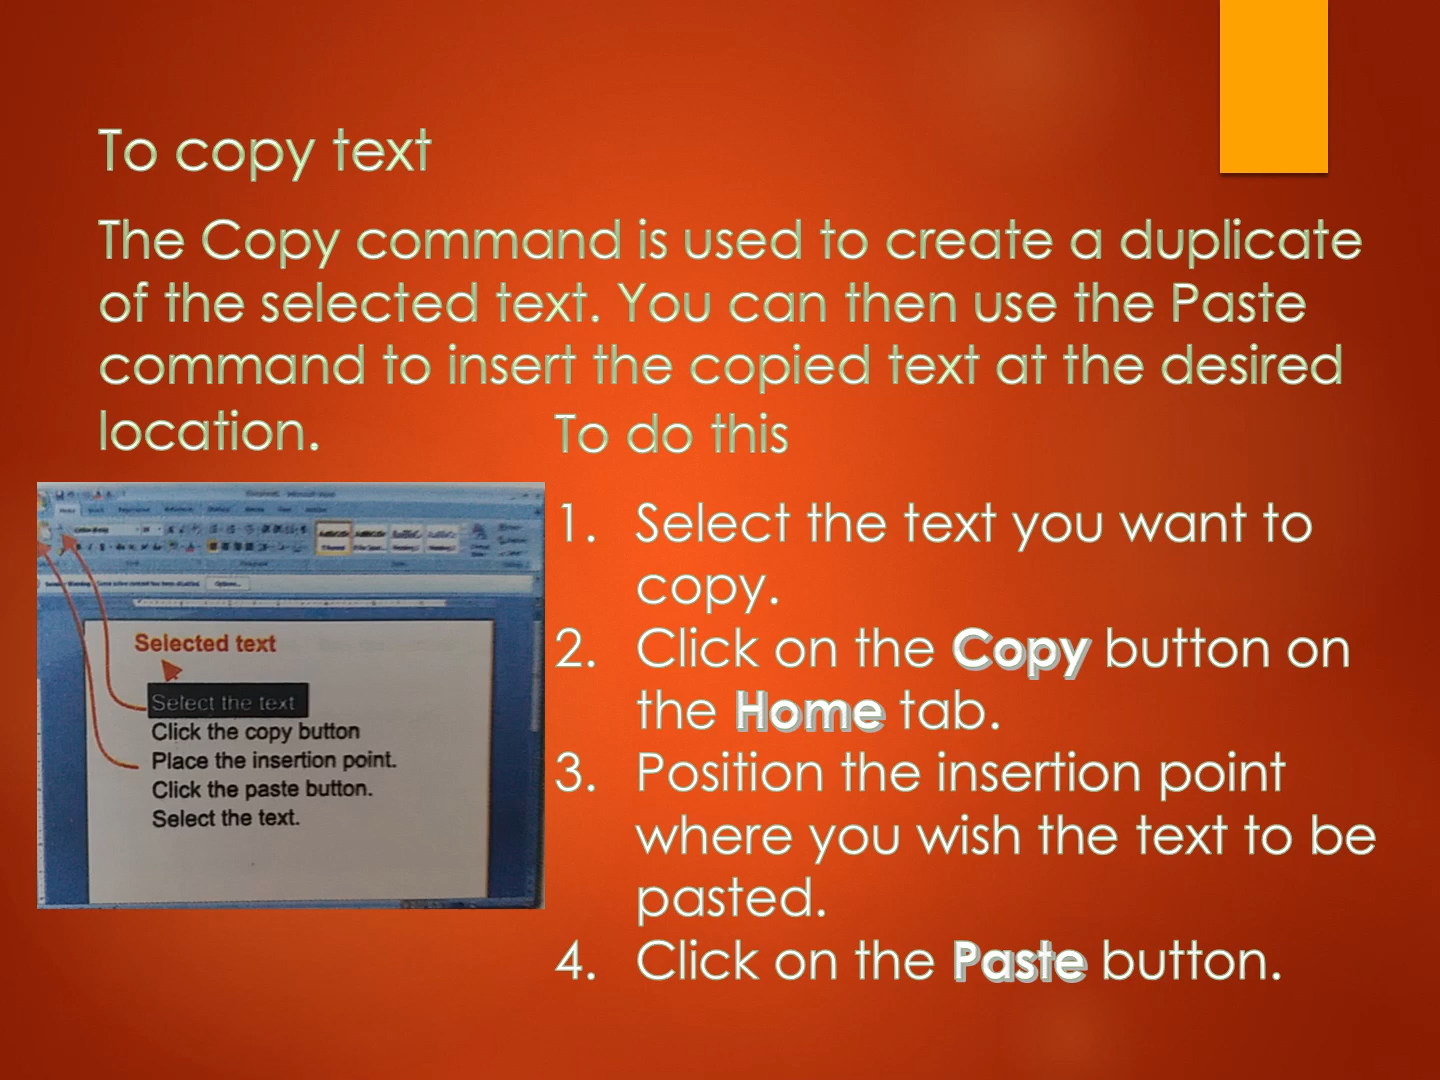 To copy text
The Copy command is used to create a duplicate
of the selected text. You can then use the Paste
command to insert the copied text at the desired
location.
To do this
1. Select the text you want to
copy.
2. Click on the Copy button on
the Home tab.
3. Position the insertion point
where you wish the text to be
pasted.
4. Click on the Paste button.
Selected text
Select the text
Click the copy button
Place the insertion point.
Click the paste button.
Select the text.